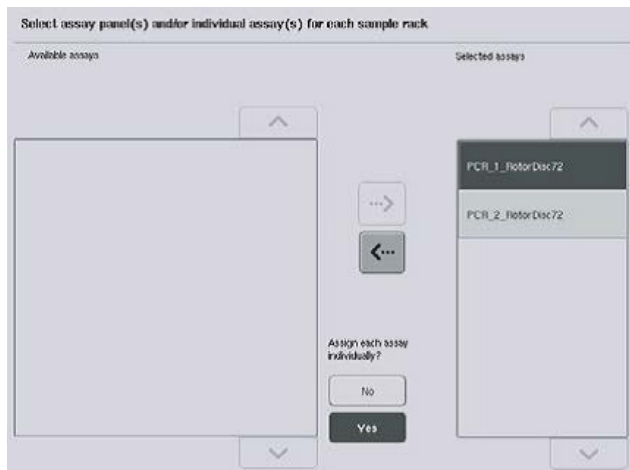 Select assay panel(s) and/or individual assay(s) for each sample rack
Available assays
Selected assays
PCR_1_RotorDisc72
PCR_2_RotorDisc72
Assign each assay
individually?
No
Yes